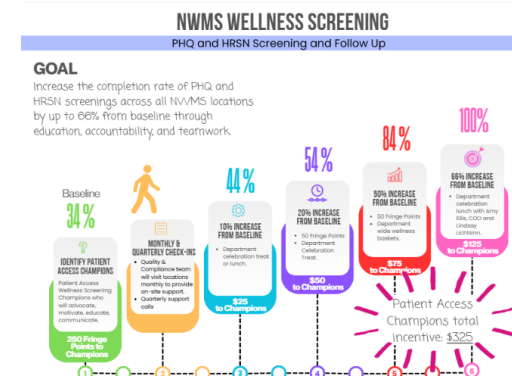 NWMS WELLNESS SCREENING
PHQ and HRSN Screening and Follow Up
GOAL
Increase the completion rate of PHQ and
HRSN screenings across all NWMS locations
by up to 66% from baseline through
education, accountability, and teamwork.
Baseline
34%
IDENTIFY PATIENT
ACCESS CHAMPIONS
Patient Access
Wellness Screening
Champions who
will advocate,
motivate, educate,
communicate.
250 Fringe
Points to
Champions
MONTHLY &
QUARTERLY CHECK-INS
• Quality &
Compliance team
will visit locations
monthly to provide
on-site support.
• Quarterly support
calls
44%
10% INCREASE
FROM BASELINE
• Department
celebration treat
or lunch.
$25
to Champions
54%
20% INCREASE
FROM BASELINE
• 50 Fringe Points
• Department
Celebration
Treat.
$50
to Champions
84%
50% INCREASE
FROM BASELINE
• 50 Fringe Points
• Department
wide wellness
baskets.
$75
to Champions
100%
66% INCREASE
FROM BASELINE
• Department
celebration
lunch with Amy
Ellis, COO and
Lindsay
$125
to Champions
Patient Access
Champions total
incentive: $325
1
2
3
4
5
6